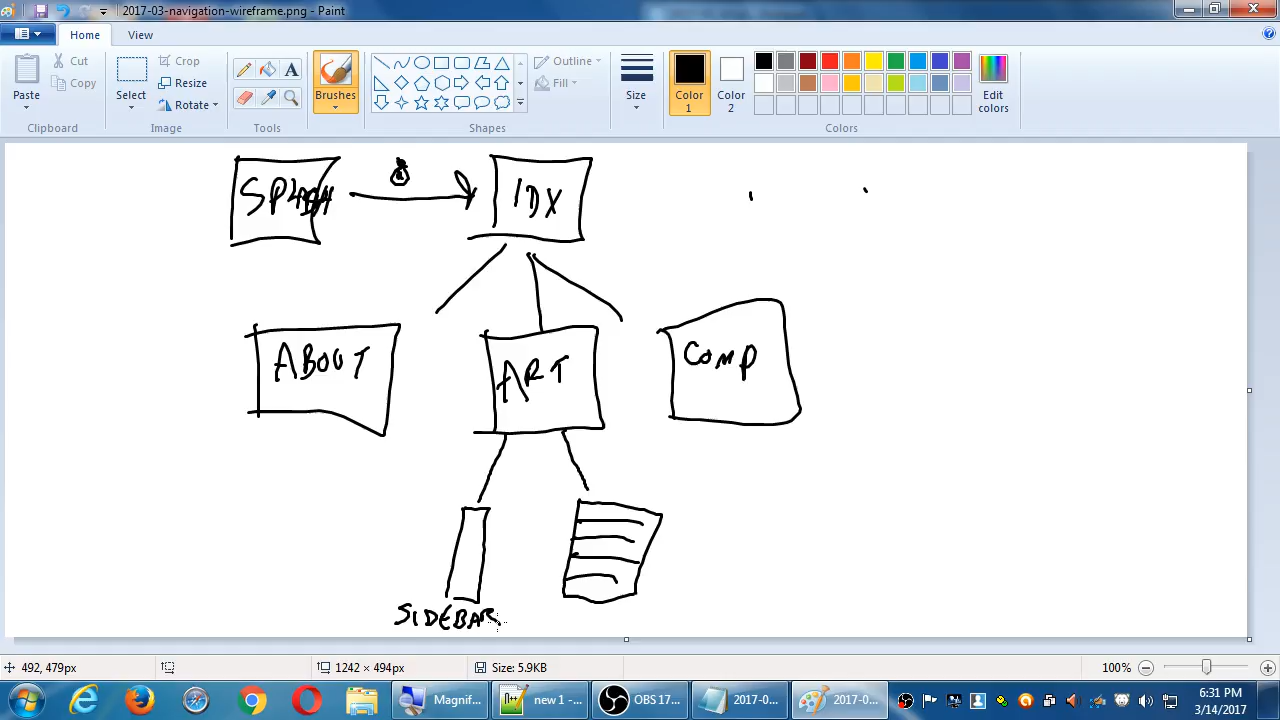 2017-03-navigation-wireframe.png - Paint
Home View
Paste
Cut
Copy
Select
Crop
Resize
Rotate
Brushes
Outline
Fill
Size
Color 1
Color 2
Edit colors
Clipboard Image Tools Shapes Colors
SPLASH IDX
ABOUT ART COMP
SIDEBAR
492, 479px 1242 × 494px Size: 5.9KB 100%
Magnif... new 1 -... OBS 17... 2017-0... 2017-0... 6:31 PM
3/14/2017